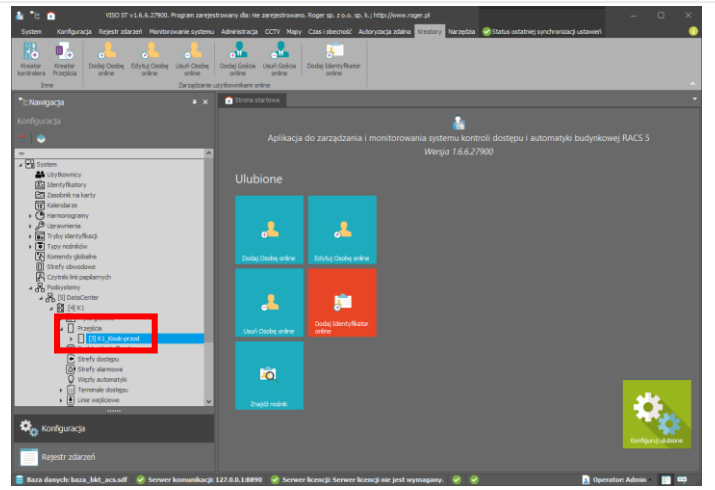 VISO ST v1.6.6.27900. Program zarejestrowany dla: nie zarejestrowano. Roger sp. z o.o. sp. k.; http://www.roger.pl
System Konfiguracja Rejestr zdarzeń Monitorowanie systemu Administracja CCTV Mapy Czas i obecność Autoryzacja zdalna Kreatory Narzędzia Status ostatniej synchronizacji ustawień
Kreator kontrolera
Kreator Przejścia
Dodaj Osobę online
Edytuj Osobę online
Usuń Osobę online
Dodaj Gościa online
Usuń Gościa online
Dodaj Identyfikator online
Inne Zarządzanie użytkownikami online
Nawigacja
Strona startowa
Konfiguracja
System
Użytkownicy
Identyfikatory
Zasobnik na karty
Kalendarze
Harmonogramy
Uprawnienia
Tryby identyfikacji
Typy nośników
Komendy globalne
Strefy obwodowe
Czytniki linii papilarnych
Podsystemy
[5] DataCenter
[4] K1
Przejścia
[3] K1_Kiosk-przod
Strefy dostępu
Strefy alarmowe
Węzły automatyki
Terminale dostępu
Linie wejściowe
Konfiguracja
Rejestr zdarzeń
Aplikacja do zarządzania i monitorowania systemu kontroli dostępu i automatyki budynkowej RACS 5
Wersja 1.6.6.27900
Ulubione
Dodaj Osobę online
Edytuj Osobę online
Usuń Osobę online
Dodaj Identyfikator
online
Znajdź nośnik
Konfiguruj ulubione
Baza danych: baza_bkt_acs.sdf Serwer komunikacji: 127.0.0.1:8890 Serwer licencji: Serwer licencji nie jest wymagany. Operator: Admin